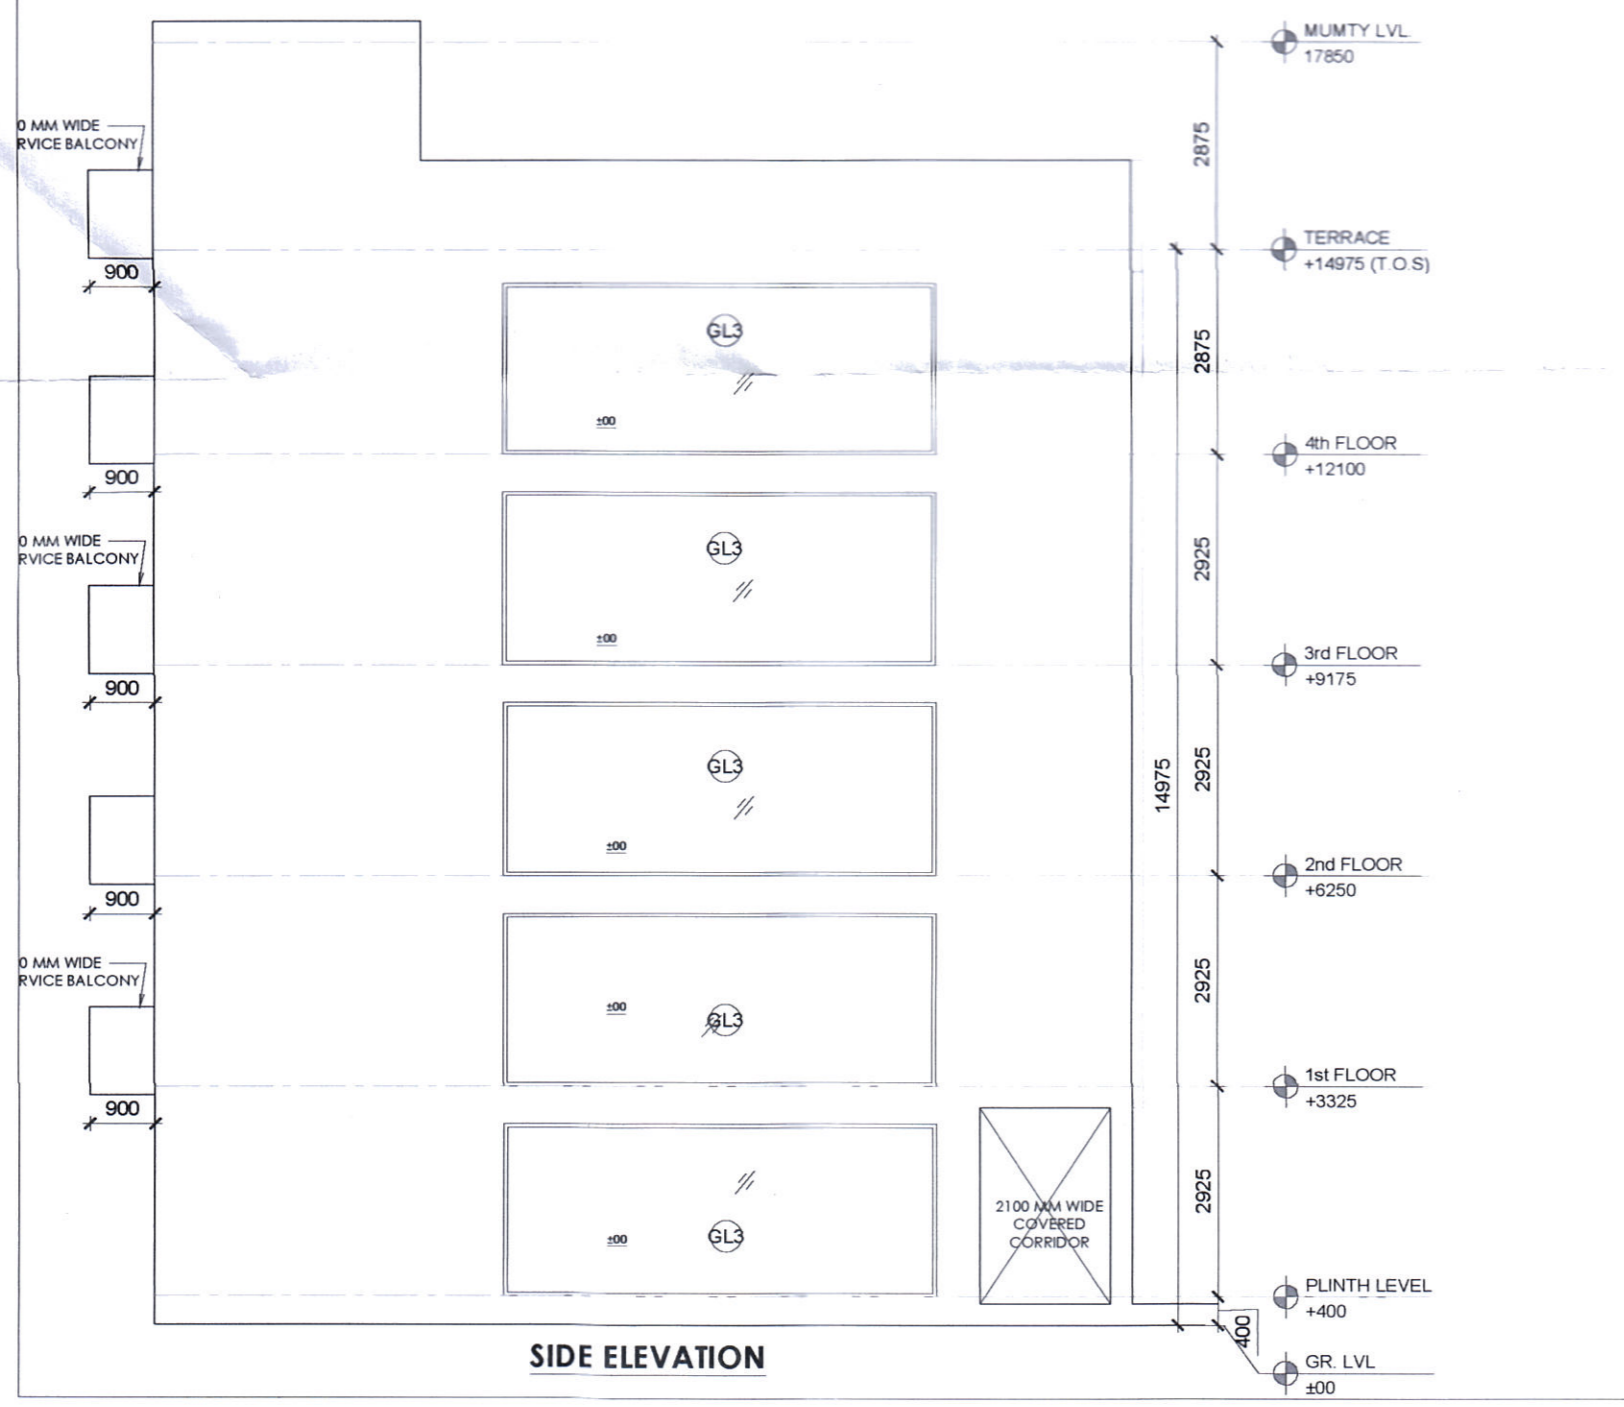 MUMTY LVL.
17850
2875
0 MM WIDE
RVICE BALCONY
TERRACE
+14975 (T.O.S)
900
GL3
2875
±00
4th FLOOR
+12100
900
0 MM WIDE
RVICE BALCONY
GL3
2925
±00
3rd FLOOR
+9175
900
GL3
14975
2925
±00
2nd FLOOR
+6250
900
0 MM WIDE
RVICE BALCONY
±00
GL3
2925
1st FLOOR
+3325
900
2100 MM WIDE
COVERED
CORRIDOR
±00
GL3
2925
PLINTH LEVEL
+400
400
SIDE ELEVATION
GR. LVL
±00